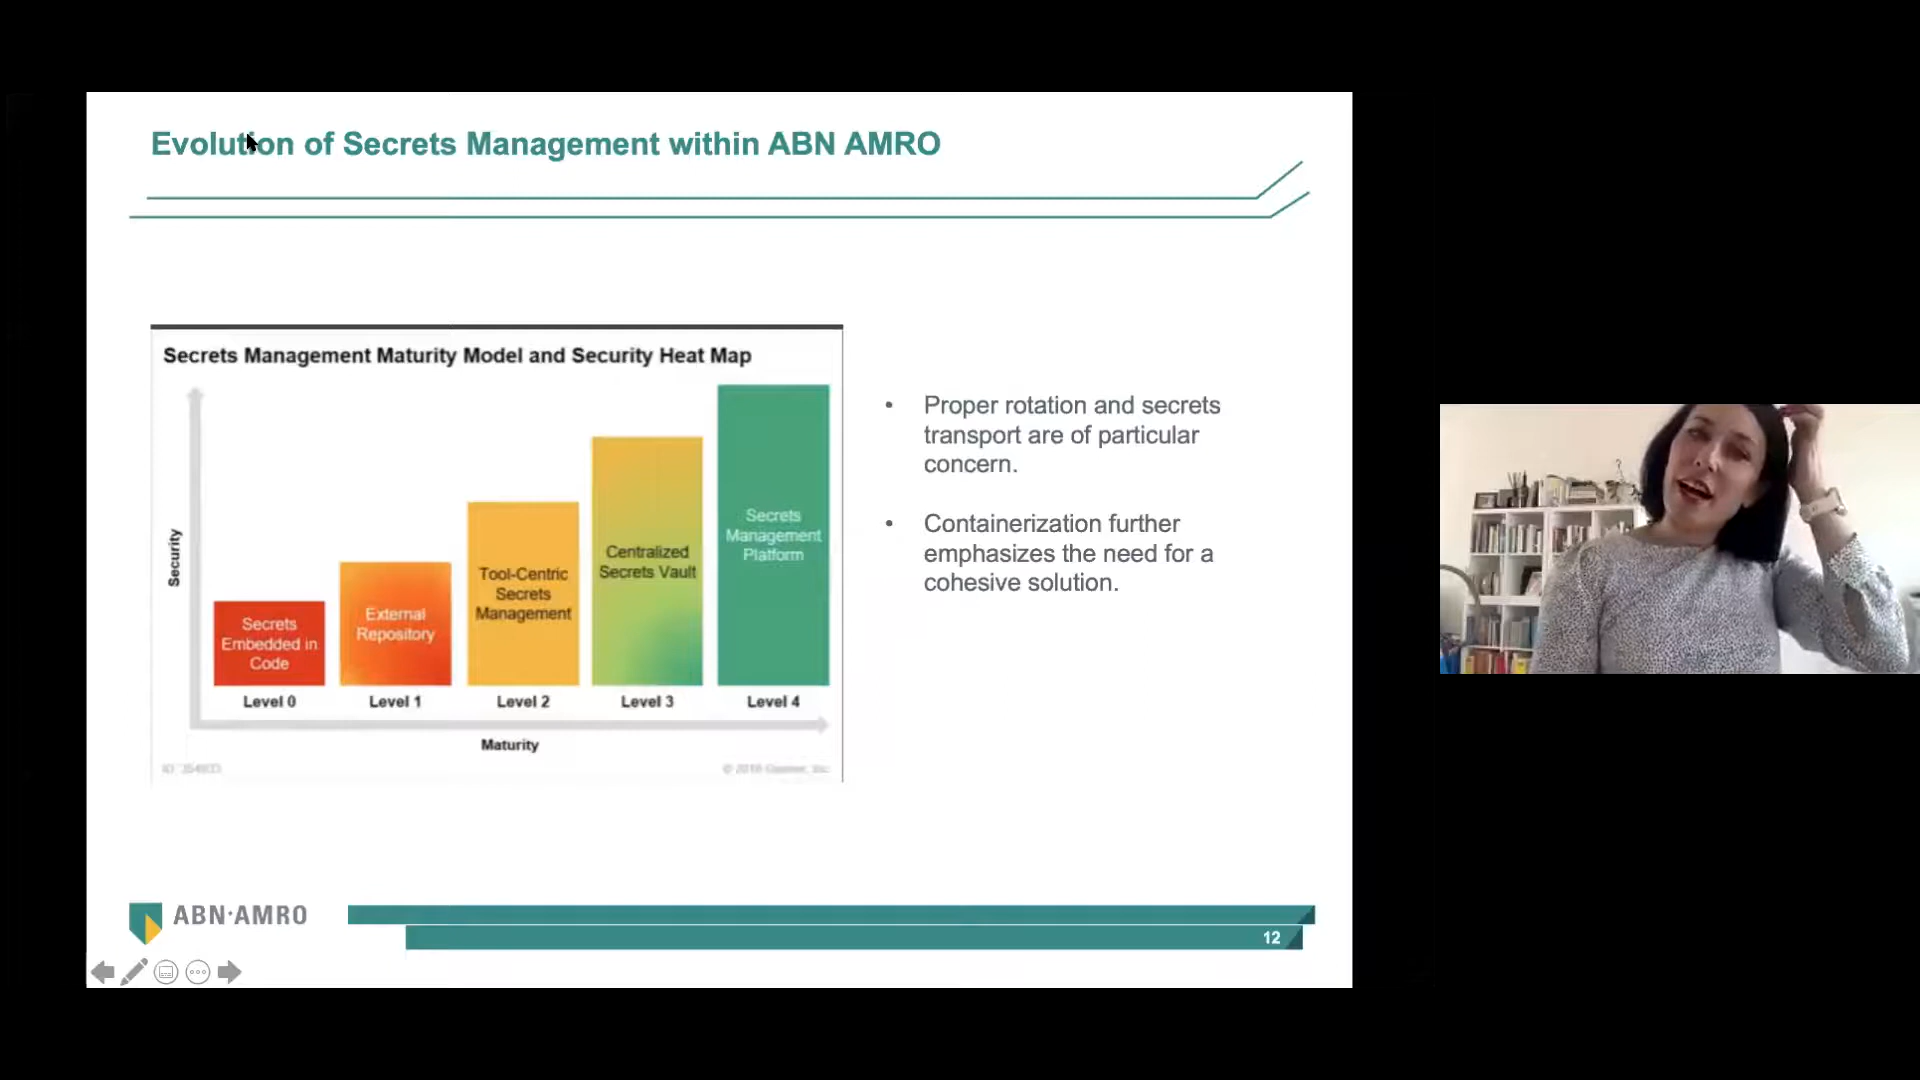 Evolution of Secrets Management within ABN AMRO
Secrets Management Maturity Model and Security Heat Map
Security
Secrets
Embedded in
Code
External
Repository
Tool-Centric
Secrets
Management
Centralized
Secrets Vault
Secrets
Management
Platform
Level 0
Level 1
Level 2
Level 3
Level 4
Maturity
Proper rotation and secrets
transport are of particular
concern.
Containerization further
emphasizes the need for a
cohesive solution.
ABN·AMRO
12